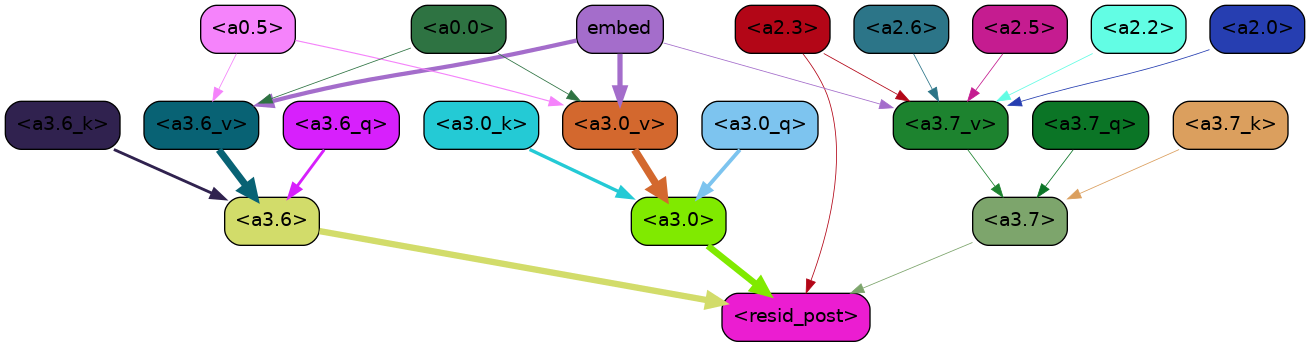 <a0.5> <a0.0> embed <a2.3> <a2.6> <a2.5> <a2.2> <a2.0>
<a3.6_k> <a3.6_v> <a3.6_q> <a3.0_k> <a3.0_v> <a3.0_q> <a3.7_v> <a3.7_q> <a3.7_k>
<a3.6> <a3.0> <a3.7>
<resid_post>